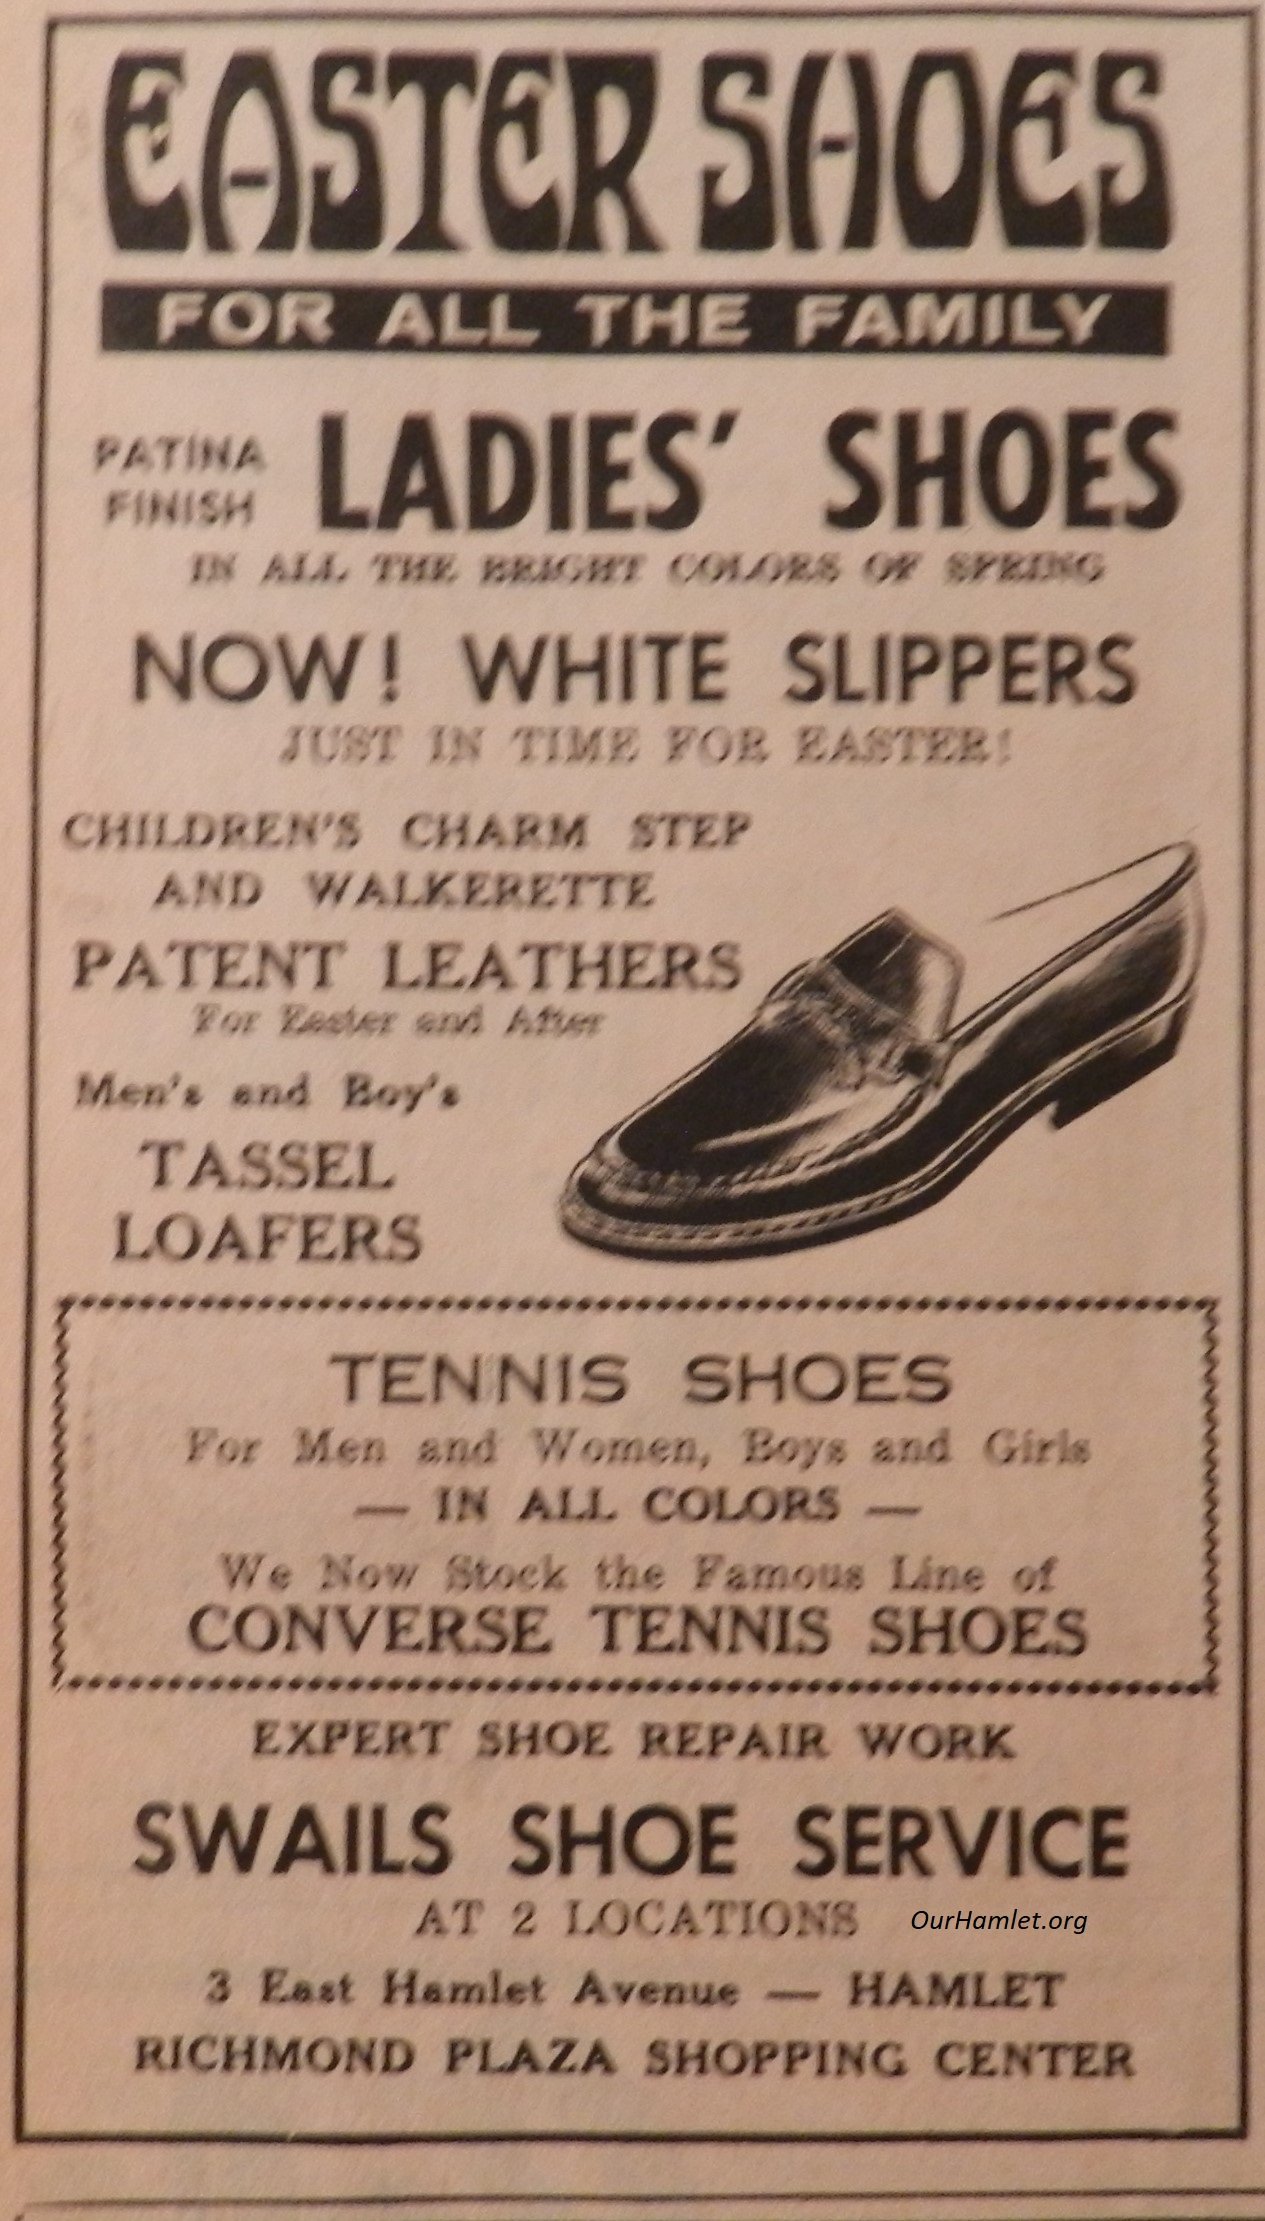 EASTER SHOES
FOR ALL THE FAMILY
PATINA
FINISH
LADIES' SHOES
IN ALL THE BRIGHT COLORS OF SPRING
NOW! WHITE SLIPPERS
JUST IN TIME FOR EASTER!
CHILDREN'S CHARM STEP
AND WALKERETTE
PATENT LEATHERS
For Easter and After
Men's and Boy's
TASSEL
LOAFERS
TENNIS SHOES
For Men and Women, Boys and Girls
— IN ALL COLORS —
We Now Stock the Famous Line of
CONVERSE TENNIS SHOES
EXPERT SHOE REPAIR WORK
SWAILS SHOE SERVICE
AT 2 LOCATIONS
OurHamlet.org
3 East Hamlet Avenue — HAMLET
RICHMOND PLAZA SHOPPING CENTER